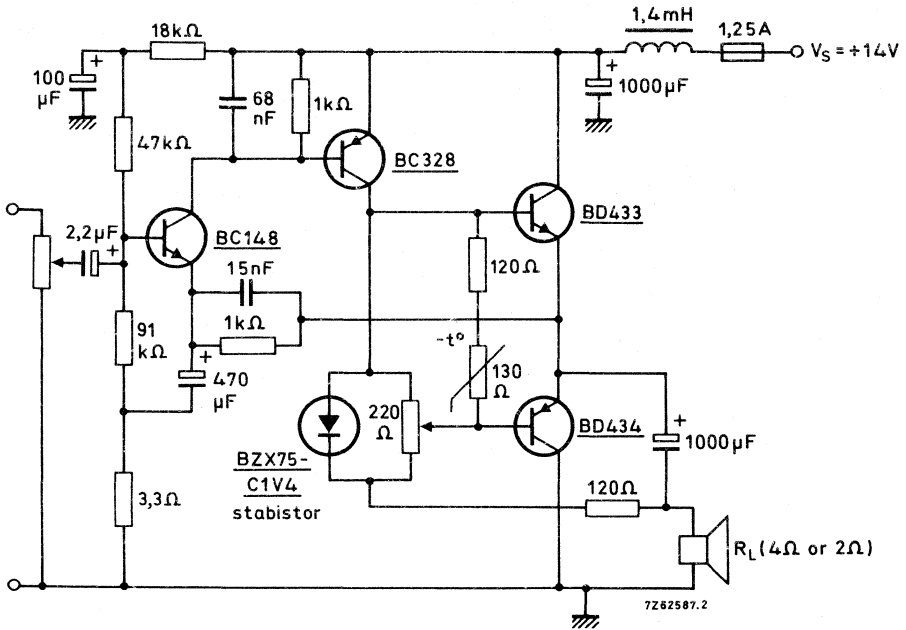 1,4mH
18kΩ
1,25A
+
100
µF
V_S = +14V
+
1000µF
68
nF
1kΩ
47kΩ
BC328
BD433
2,2µF
+
BC148
15nF
120Ω
1kΩ
-t°
91
kΩ
+
470
µF
130
Ω
220
Ω
BD434
+
1000µF
BZX75-
C1V4
stabistor
120Ω
3,3Ω
R_L (4Ω or 2Ω)
7Z62587.2